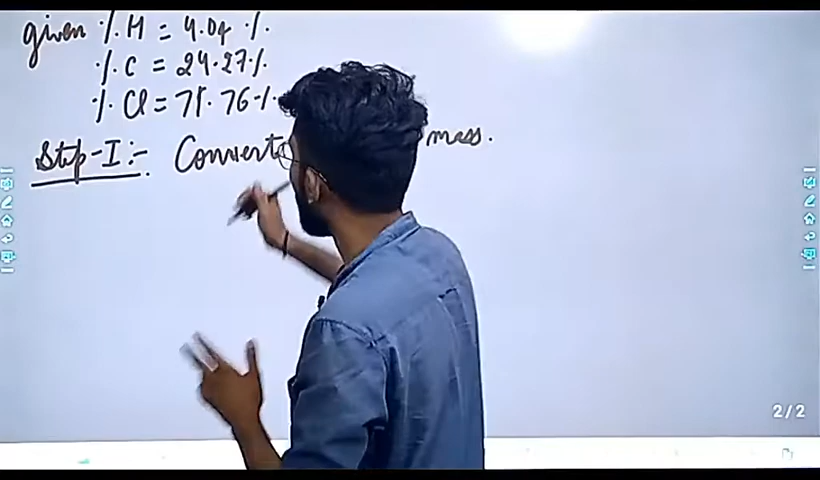 given %. H = 4.04 %.
%. C = 24.27 %.
%. Cl = 71.76 %.
Step-I:- Convert mass.
2/2